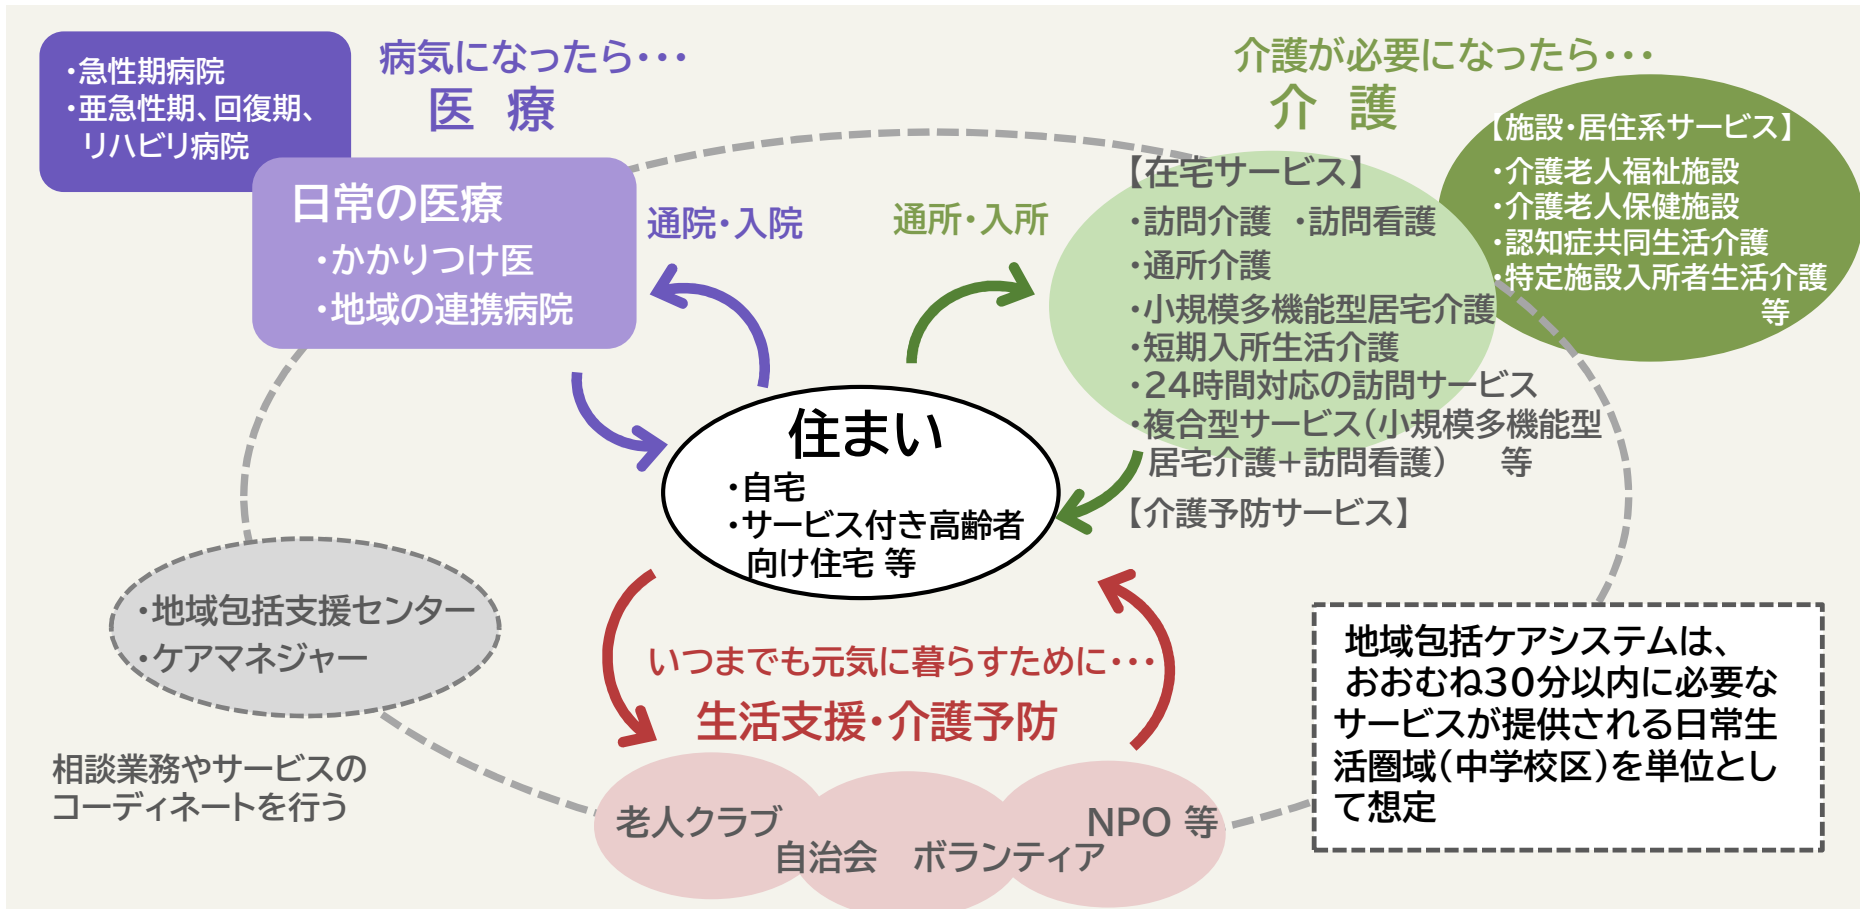 ・急性期病院
・亜急性期、回復期、
リハビリ病院
病気になったら・・・
医 療
日常の医療
・かかりつけ医
・地域の連携病院
通院・入院
通所・入所
介護が必要になったら・・・
介 護
【在宅サービス】
・訪問介護 ・訪問看護
・通所介護
・小規模多機能型居宅介護
・短期入所生活介護
・24時間対応の訪問サービス
・複合型サービス(小規模多機能型
居宅介護+訪問看護) 等
【介護予防サービス】
【施設・居住系サービス】
・介護老人福祉施設
・介護老人保健施設
・認知症共同生活介護
・特定施設入所者生活介護
等
住まい
・自宅
・サービス付き高齢者
向け住宅 等
・地域包括支援センター
・ケアマネジャー
相談業務やサービスの
コーディネートを行う
いつまでも元気に暮らすために・・・
生活支援・介護予防
老人クラブ
自治会 ボランティア
NPO 等
地域包括ケアシステムは、
おおむね30分以内に必要な
サービスが提供される日常生
活圏域(中学校区)を単位とし
て想定